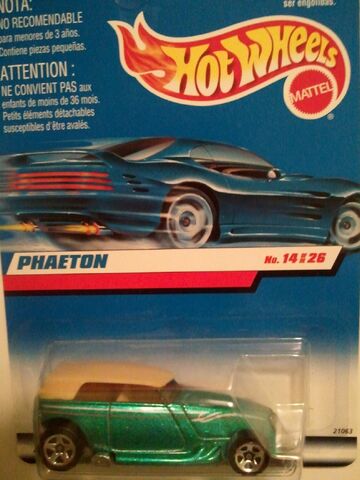 NOTA:
NO RECOMENDABLE
para menores de 3 años.
Contiene piezas pequeñas.
ATTENTION :
NE CONVIENT PAS aux
enfants de moins de 36 mois.
Petits éléments détachables
susceptibles d'être avalés.
ser engolidas.
Hot Wheels
MATTEL
®
PHAETON
No. 14 OF 26
21063